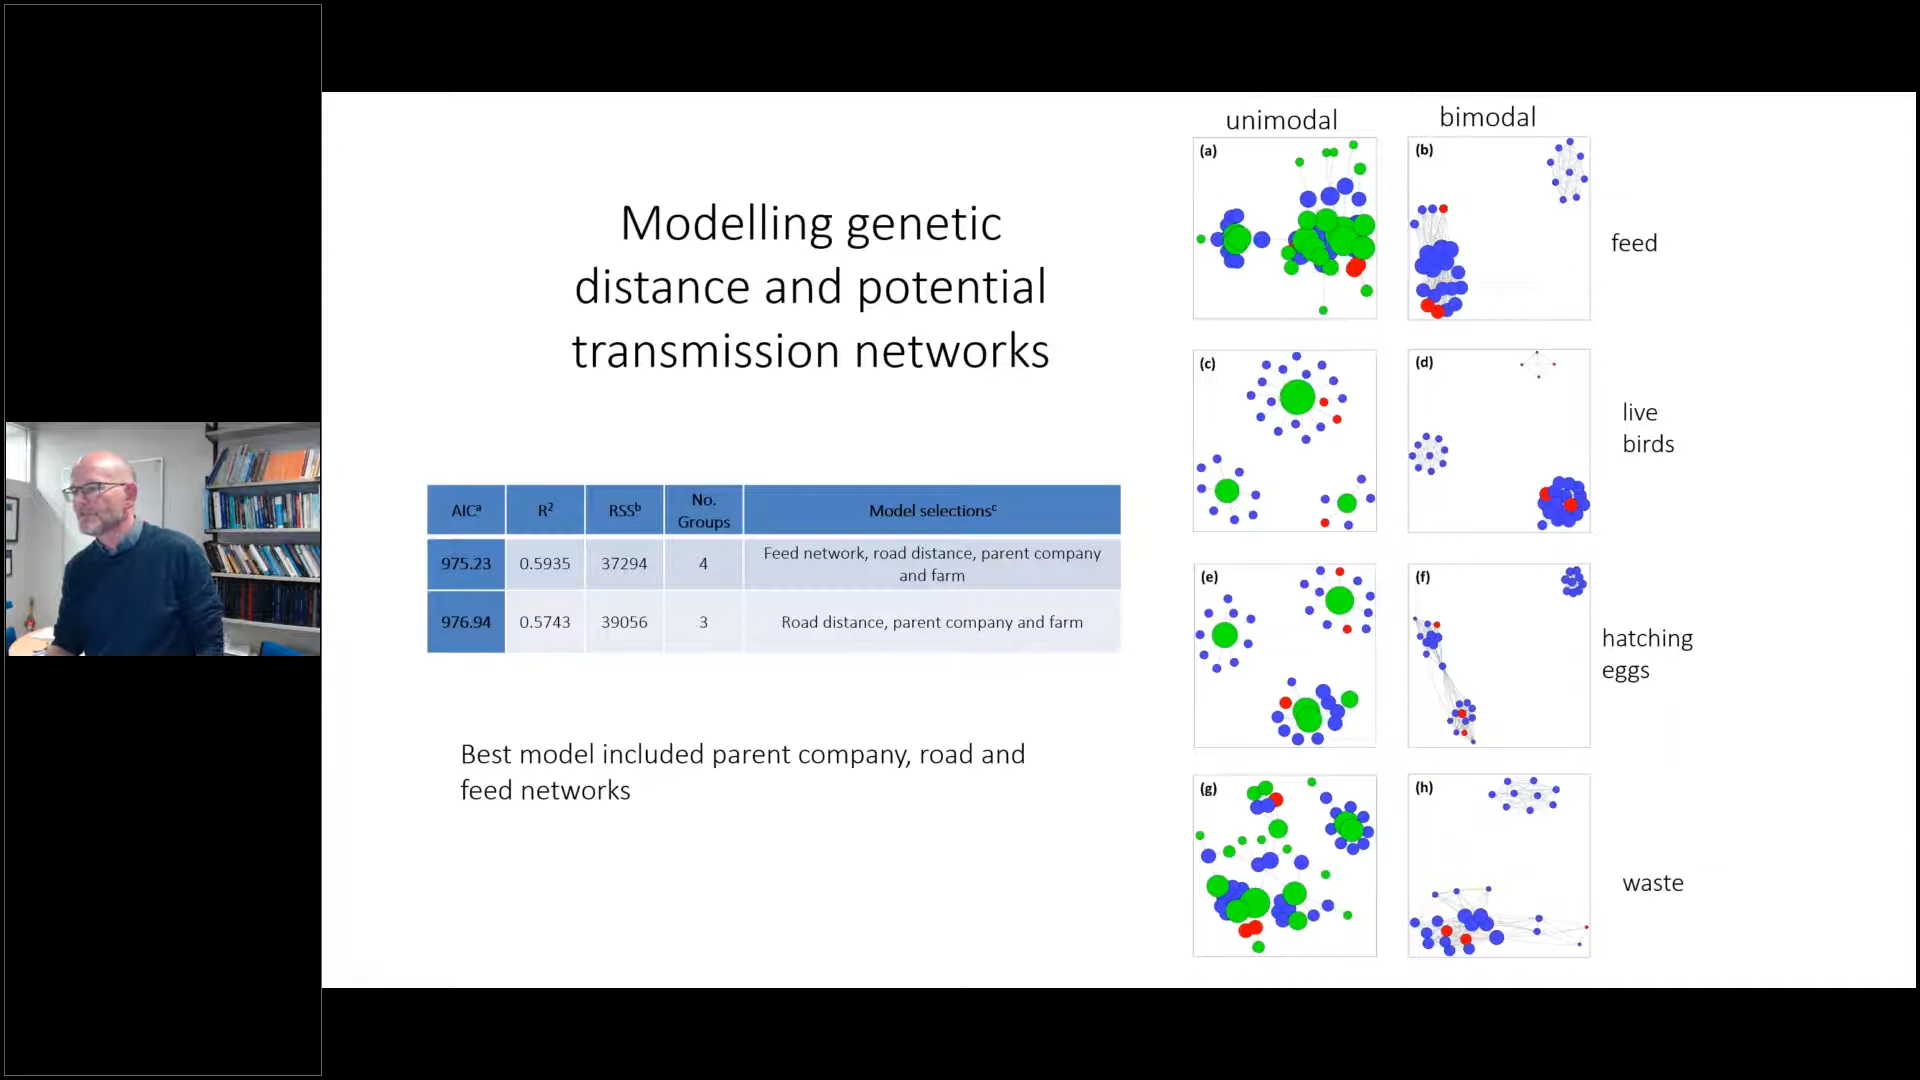 Modelling genetic
distance and potential
transmission networks
AICᵃ R² RSSᵇ No. Groups Model selectionsᶜ
975.23 0.5935 37294 4 Feed network, road distance, parent company
and farm
976.94 0.5743 39056 3 Road distance, parent company and farm
Best model included parent company, road and
feed networks
unimodal bimodal
(a) (b)
feed
(c) (d)
live
birds
(e) (f)
hatching
eggs
(g) (h)
waste